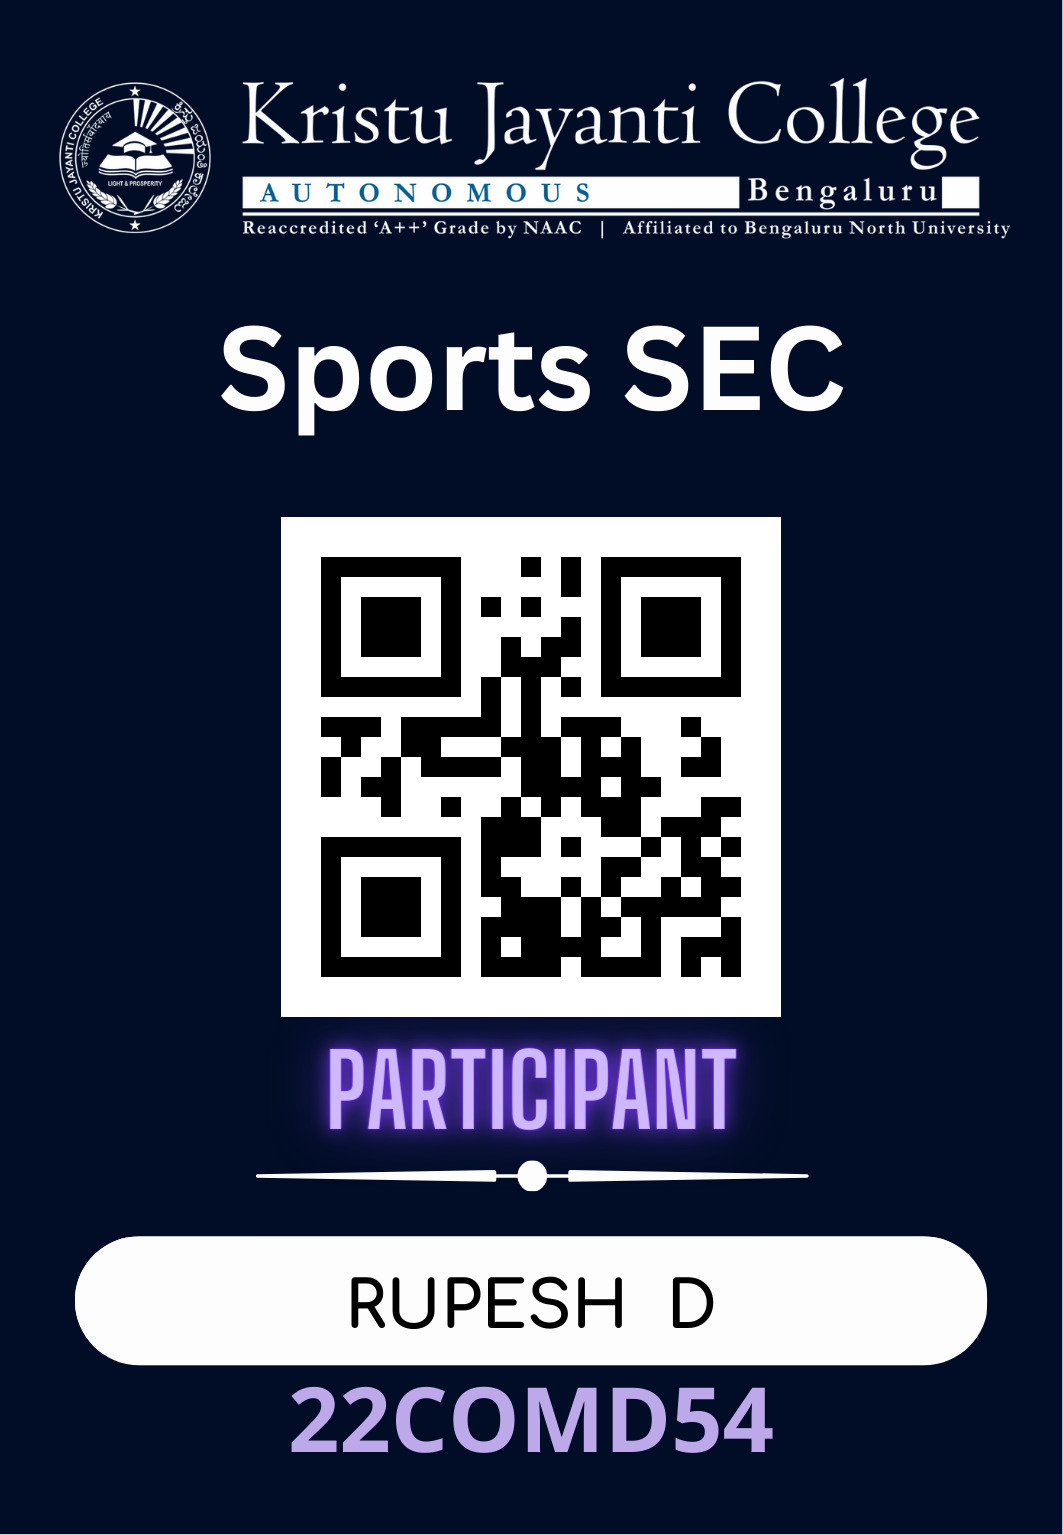 KRISTU JAYANTI COLLEGE
ज्योतिसंवादयाय
LIGHT & PROSPERITY
Kristu Jayanti College
AUTONOMOUS Bengaluru
Reaccredited ‘A++’ Grade by NAAC | Affiliated to Bengaluru North University
Sports SEC
PARTICIPANT
RUPESH D
22COMD54